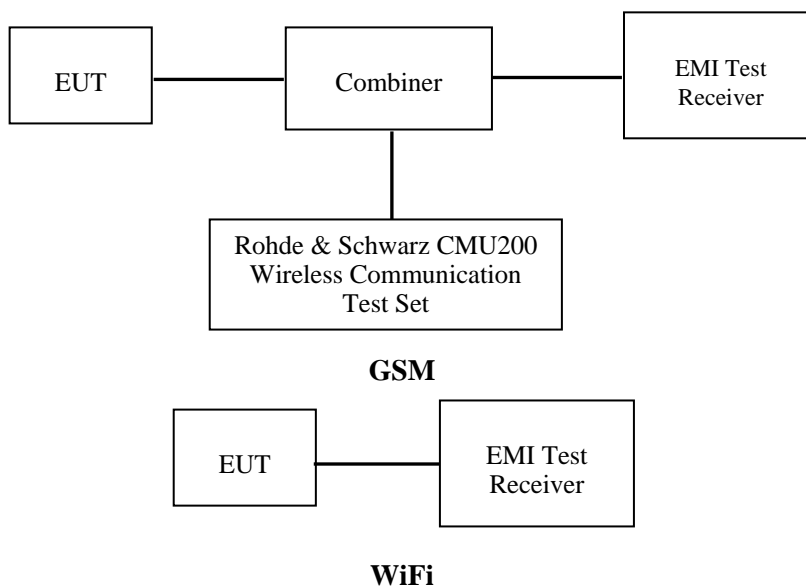 EUT
Combiner
EMI Test
Receiver
Rohde & Schwarz CMU200
Wireless Communication
Test Set
GSM
EUT
EMI Test
Receiver
WiFi